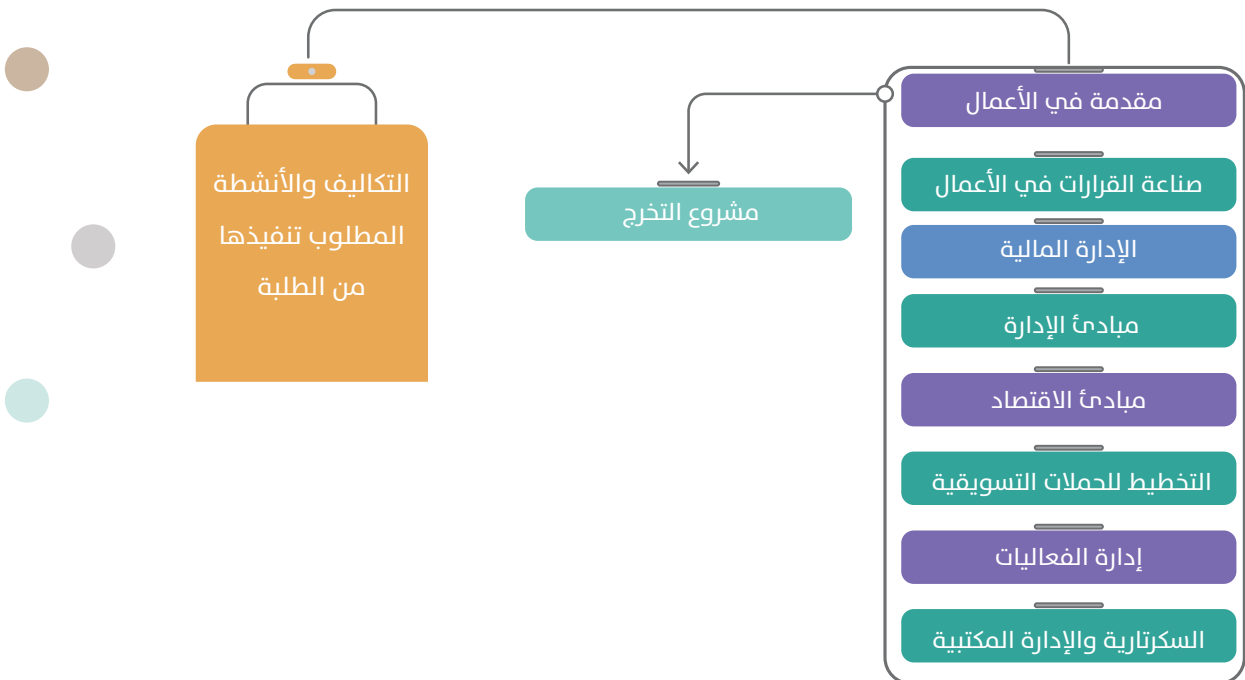 مقدمة في الأعمال
صناعة القرارات في الأعمال
الإدارة المالية
مبادئ الإدارة
مبادئ الاقتصاد
التخطيط للحملات التسويقية
إدارة الفعاليات
السكرتارية والإدارة المكتبية
مشروع التخرج
التكاليف والأنشطة
المطلوب تنفيذها
من الطلبة